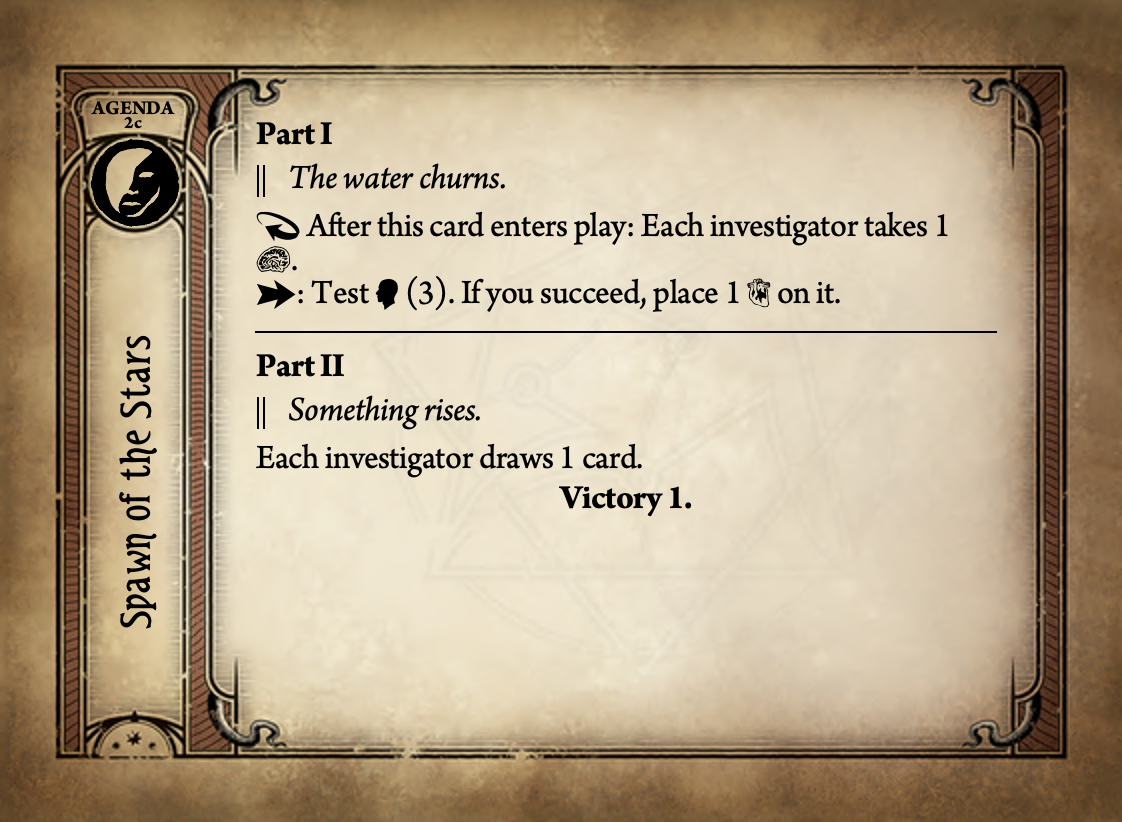 AGENDA
2c
Spawn of the Stars
Part I
The water churns.
After this card enters play: Each investigator takes 1
.
: Test (3). If you succeed, place 1 on it.
Part II
Something rises.
Each investigator draws 1 card.
Victory 1.